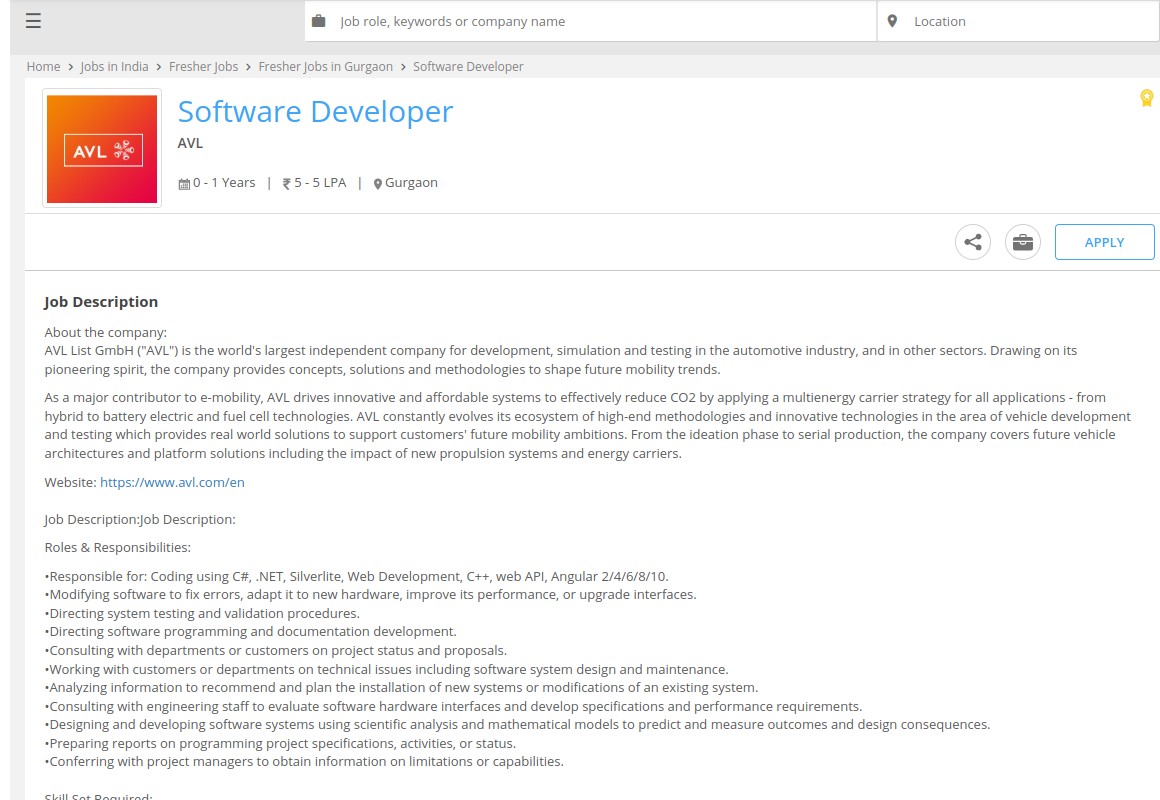 ☰ Job role, keywords or company name Location
Home > Jobs in India > Fresher Jobs > Fresher Jobs in Gurgaon > Software Developer
Software Developer
AVL
AVL
0 - 1 Years | ₹ 5 - 5 LPA | Gurgaon
APPLY
Job Description
About the company:
AVL List GmbH ("AVL") is the world's largest independent company for development, simulation and testing in the automotive industry, and in other sectors. Drawing on its
pioneering spirit, the company provides concepts, solutions and methodologies to shape future mobility trends.
As a major contributor to e-mobility, AVL drives innovative and affordable systems to effectively reduce CO2 by applying a multienergy carrier strategy for all applications - from
hybrid to battery electric and fuel cell technologies. AVL constantly evolves its ecosystem of high-end methodologies and innovative technologies in the area of vehicle development
and testing which provides real world solutions to support customers' future mobility ambitions. From the ideation phase to serial production, the company covers future vehicle
architectures and platform solutions including the impact of new propulsion systems and energy carriers.
Website: https://www.avl.com/en
Job Description:Job Description:
Roles & Responsibilities:
•Responsible for: Coding using C#, .NET, Silverlite, Web Development, C++, web API, Angular 2/4/6/8/10.
•Modifying software to fix errors, adapt it to new hardware, improve its performance, or upgrade interfaces.
•Directing system testing and validation procedures.
•Directing software programming and documentation development.
•Consulting with departments or customers on project status and proposals.
•Working with customers or departments on technical issues including software system design and maintenance.
•Analyzing information to recommend and plan the installation of new systems or modifications of an existing system.
•Consulting with engineering staff to evaluate software hardware interfaces and develop specifications and performance requirements.
•Designing and developing software systems using scientific analysis and mathematical models to predict and measure outcomes and design consequences.
•Preparing reports on programming project specifications, activities, or status.
•Conferring with project managers to obtain information on limitations or capabilities.
Skill Set Required: